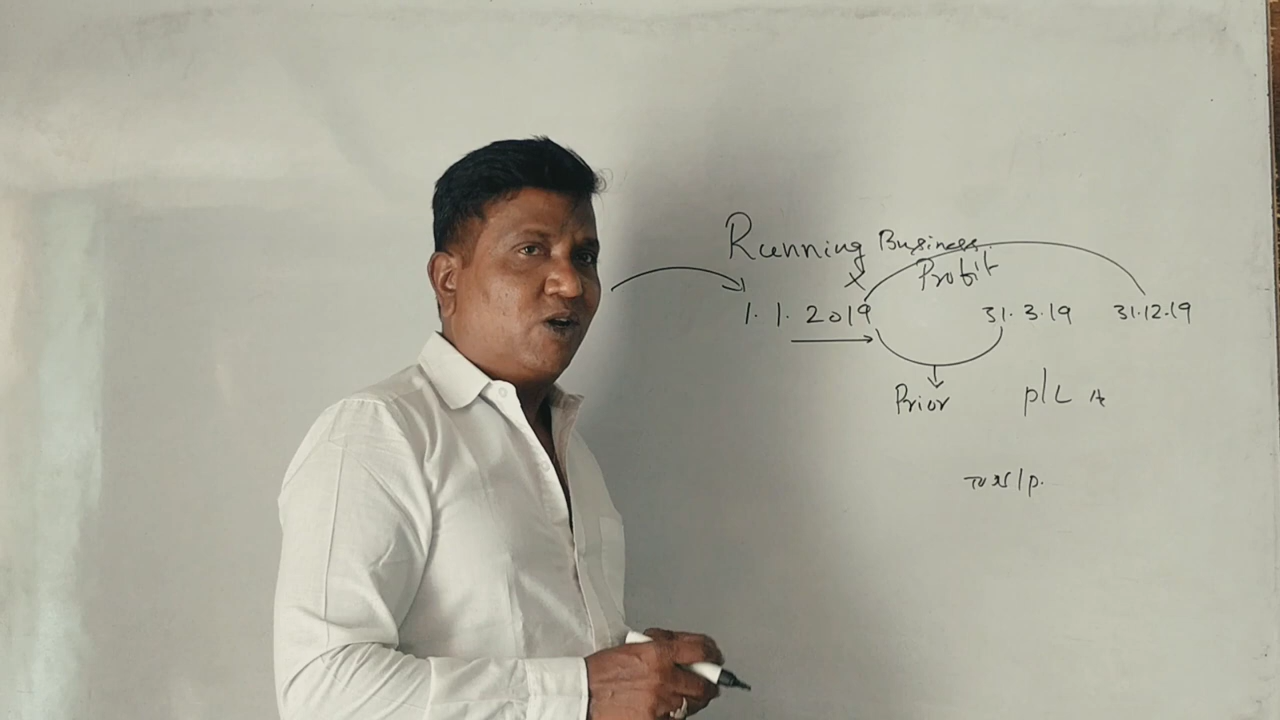 Running Business
x Profit
1. 1. 2019 31. 3. 19 31.12.19
Prior P/L A